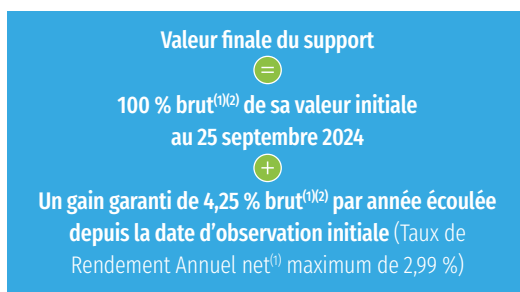 Valeur finale du support
=
100 % brut(1)(2) de sa valeur initiale
au 25 septembre 2024
+
Un gain garanti de 4,25 % brut(1)(2) par année écoulée
depuis la date d'observation initiale (Taux de
Rendement Annuel net(1) maximum de 2,99 %)